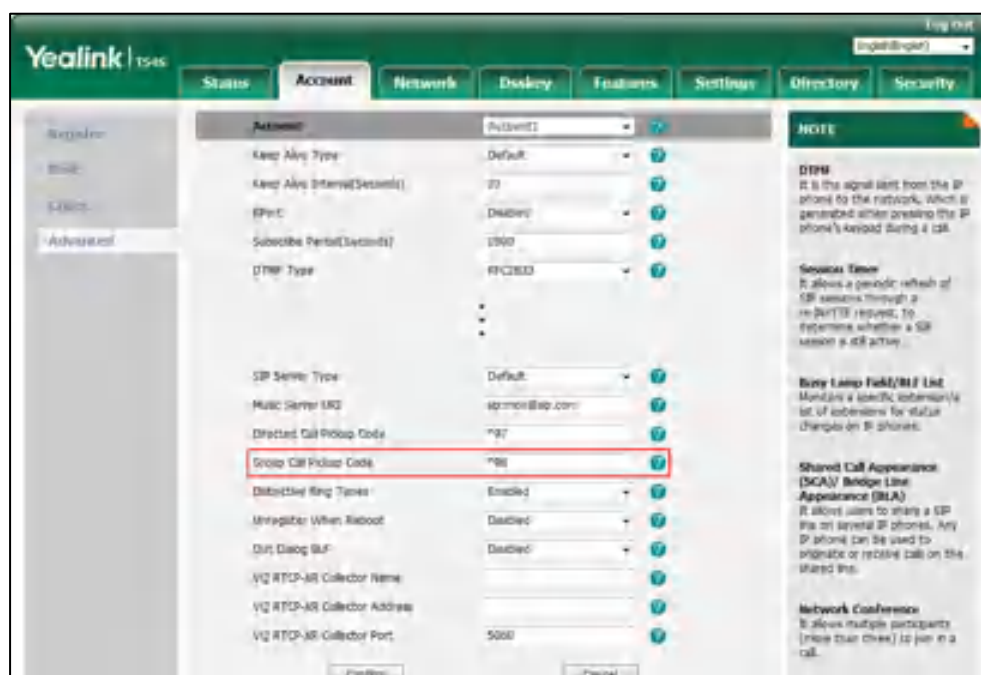 Log Out
Yealink T54S
English(English)
Status Account Network Dsskey Features Settings Directory Security
Register
Basic
Codec
Advanced
Account Account1
Keep Alive Type Default
Keep Alive Interval(Seconds) 30
RPort Disabled
Subscribe Period(Seconds) 1800
DTMF Type RFC2833
SIP Server Type Default
Music Server URI
Directed Call Pickup Code *97
Group Call Pickup Code *98
Distinctive Ring Tones Enabled
Unregister When Reboot Disabled
Out Dialog BLF Disabled
VQ RTCP-XR Collector Name
VQ RTCP-XR Collector Address
VQ RTCP-XR Collector Port 5060
Confirm Cancel
NOTE
DTMF
It is the signal sent from the IP
phone to the network, which is
generated when pressing the IP
phone's keypad during a call.
Session Timer
It allows a periodic refresh of
SIP sessions through a
re-INVITE request, to
determine whether a SIP
session is still active.
Busy Lamp Field/BLF List
Monitors a specific extension/a
list of extensions for status
changes on IP phones.
Shared Call Appearance
(SCA)/ Bridge Line
Appearance (BLA)
It allows users to share a SIP
line on several IP phones. Any
IP phone can be used to
originate or receive calls on the
shared line.
Network Conference
It allows multiple participants
(more than three) to join in a
call.